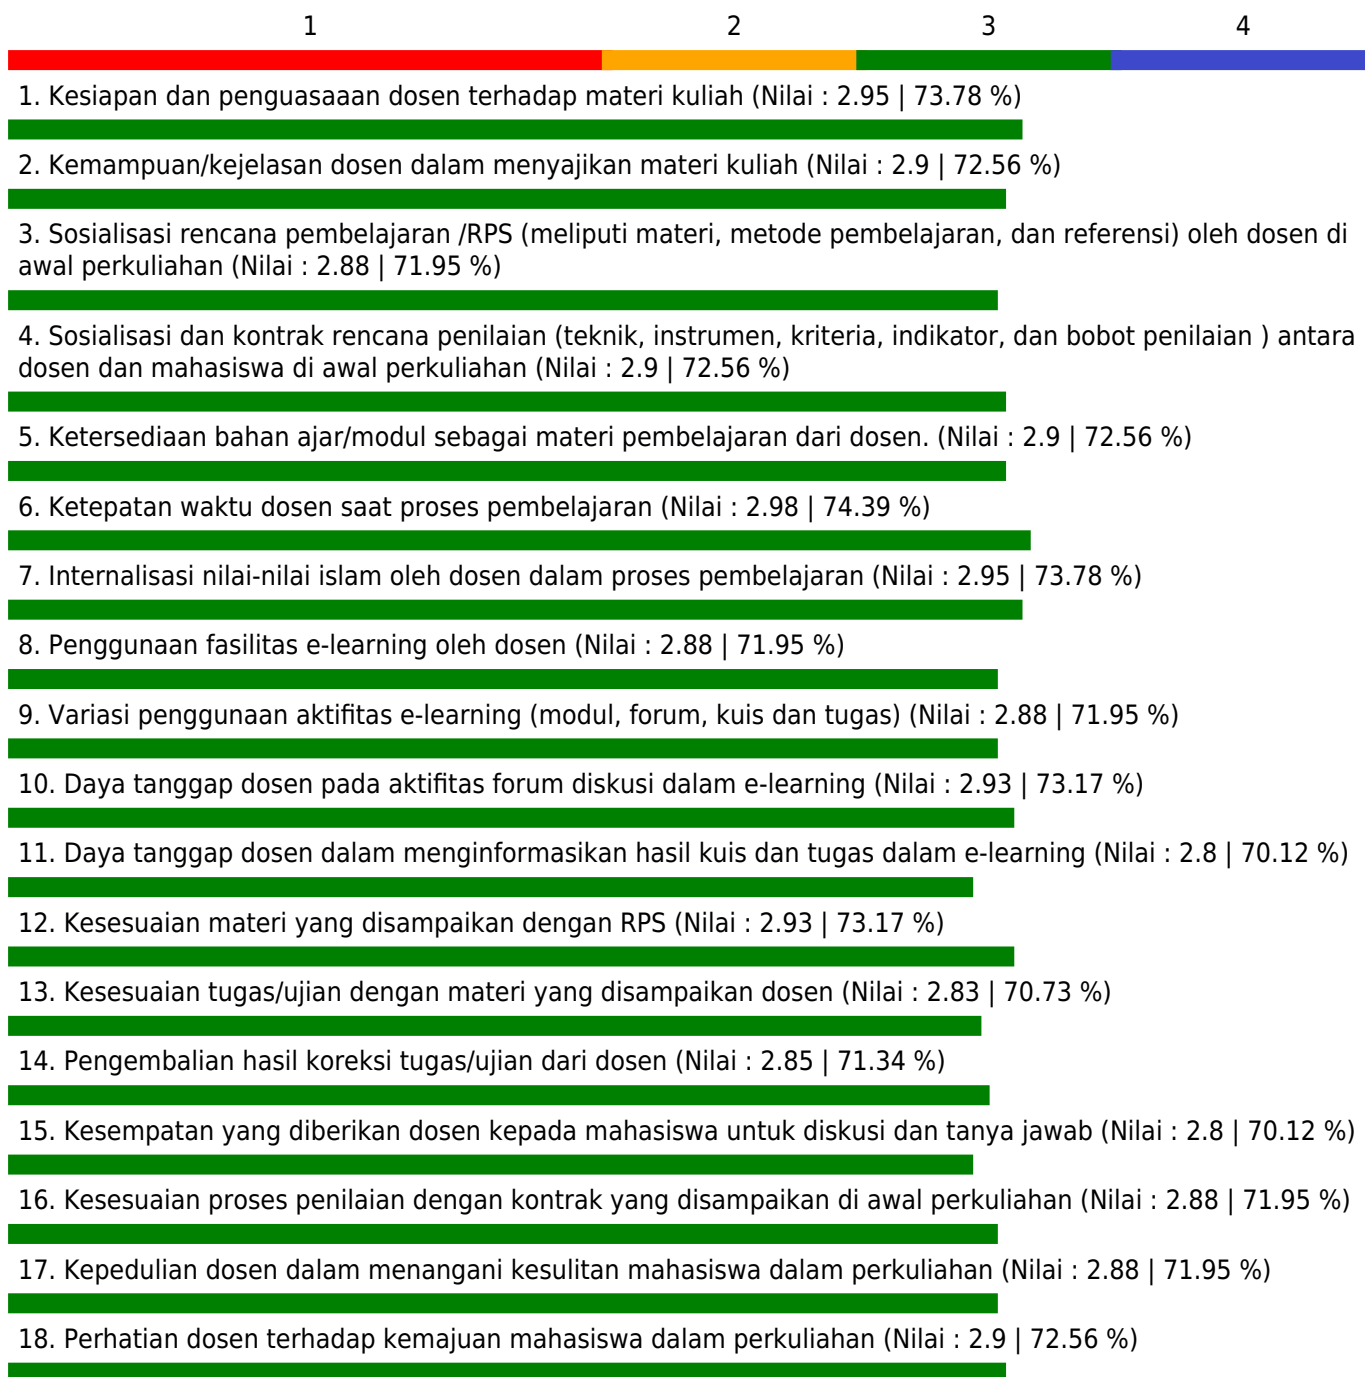 1 2 3 4
1. Kesiapan dan penguasaaan dosen terhadap materi kuliah (Nilai : 2.95 | 73.78 %)
2. Kemampuan/kejelasan dosen dalam menyajikan materi kuliah (Nilai : 2.9 | 72.56 %)
3. Sosialisasi rencana pembelajaran /RPS (meliputi materi, metode pembelajaran, dan referensi) oleh dosen di
awal perkuliahan (Nilai : 2.88 | 71.95 %)
4. Sosialisasi dan kontrak rencana penilaian (teknik, instrumen, kriteria, indikator, dan bobot penilaian ) antara
dosen dan mahasiswa di awal perkuliahan (Nilai : 2.9 | 72.56 %)
5. Ketersediaan bahan ajar/modul sebagai materi pembelajaran dari dosen. (Nilai : 2.9 | 72.56 %)
6. Ketepatan waktu dosen saat proses pembelajaran (Nilai : 2.98 | 74.39 %)
7. Internalisasi nilai-nilai islam oleh dosen dalam proses pembelajaran (Nilai : 2.95 | 73.78 %)
8. Penggunaan fasilitas e-learning oleh dosen (Nilai : 2.88 | 71.95 %)
9. Variasi penggunaan aktifitas e-learning (modul, forum, kuis dan tugas) (Nilai : 2.88 | 71.95 %)
10. Daya tanggap dosen pada aktifitas forum diskusi dalam e-learning (Nilai : 2.93 | 73.17 %)
11. Daya tanggap dosen dalam menginformasikan hasil kuis dan tugas dalam e-learning (Nilai : 2.8 | 70.12 %)
12. Kesesuaian materi yang disampaikan dengan RPS (Nilai : 2.93 | 73.17 %)
13. Kesesuaian tugas/ujian dengan materi yang disampaikan dosen (Nilai : 2.83 | 70.73 %)
14. Pengembalian hasil koreksi tugas/ujian dari dosen (Nilai : 2.85 | 71.34 %)
15. Kesempatan yang diberikan dosen kepada mahasiswa untuk diskusi dan tanya jawab (Nilai : 2.8 | 70.12 %)
16. Kesesuaian proses penilaian dengan kontrak yang disampaikan di awal perkuliahan (Nilai : 2.88 | 71.95 %)
17. Kepedulian dosen dalam menangani kesulitan mahasiswa dalam perkuliahan (Nilai : 2.88 | 71.95 %)
18. Perhatian dosen terhadap kemajuan mahasiswa dalam perkuliahan (Nilai : 2.9 | 72.56 %)